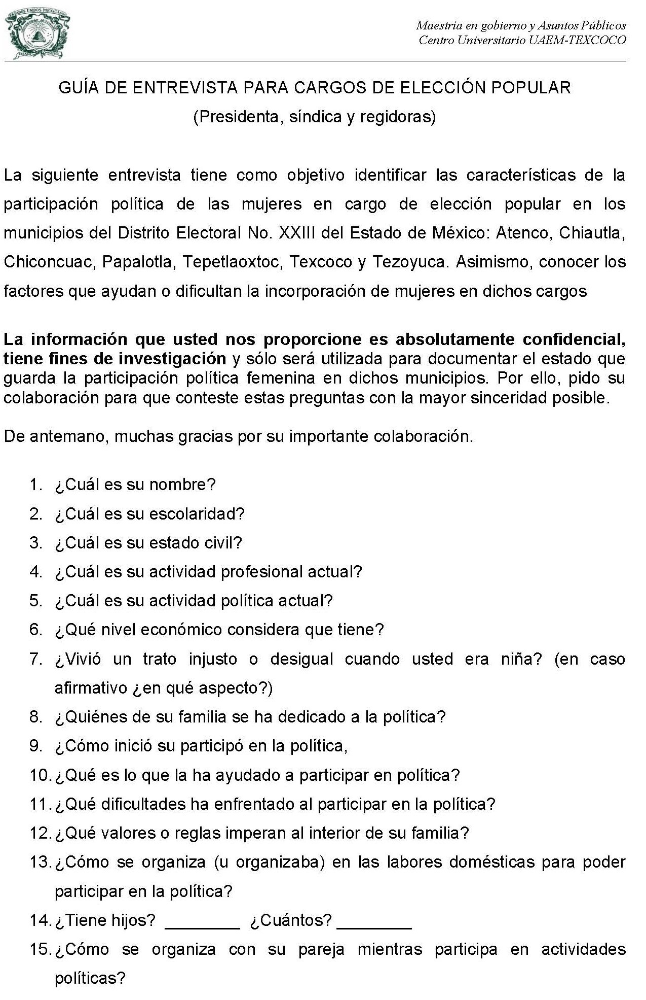 ESTADOS UNIDOS MEXICANOS
UNIVERSIDAD AUTONOMA
ESTADO MEXICO
Maestría en gobierno y Asuntos Públicos
Centro Universitario UAEM-TEXCOCO
GUÍA DE ENTREVISTA PARA CARGOS DE ELECCIÓN POPULAR
(Presidenta, síndica y regidoras)
La siguiente entrevista tiene como objetivo identificar las características de la
participación política de las mujeres en cargo de elección popular en los
municipios del Distrito Electoral No. XXIII del Estado de México: Atenco, Chiautla,
Chiconcuac, Papalotla, Tepetlaoxtoc, Texcoco y Tezoyuca. Asimismo, conocer los
factores que ayudan o dificultan la incorporación de mujeres en dichos cargos
La información que usted nos proporcione es absolutamente confidencial,
tiene fines de investigación y sólo será utilizada para documentar el estado que
guarda la participación política femenina en dichos municipios. Por ello, pido su
colaboración para que conteste estas preguntas con la mayor sinceridad posible.
De antemano, muchas gracias por su importante colaboración.
1. ¿Cuál es su nombre?
2. ¿Cuál es su escolaridad?
3. ¿Cuál es su estado civil?
4. ¿Cuál es su actividad profesional actual?
5. ¿Cuál es su actividad política actual?
6. ¿Qué nivel económico considera que tiene?
7. ¿Vivió un trato injusto o desigual cuando usted era niña? (en caso
afirmativo ¿en qué aspecto?)
8. ¿Quiénes de su familia se ha dedicado a la política?
9. ¿Cómo inició su participó en la política,
10. ¿Qué es lo que la ha ayudado a participar en política?
11. ¿Qué dificultades ha enfrentado al participar en la política?
12. ¿Qué valores o reglas imperan al interior de su familia?
13. ¿Cómo se organiza (u organizaba) en las labores domésticas para poder
participar en la política?
14. ¿Tiene hijos? ________ ¿Cuántos? ________
15. ¿Cómo se organiza con su pareja mientras participa en actividades
políticas?